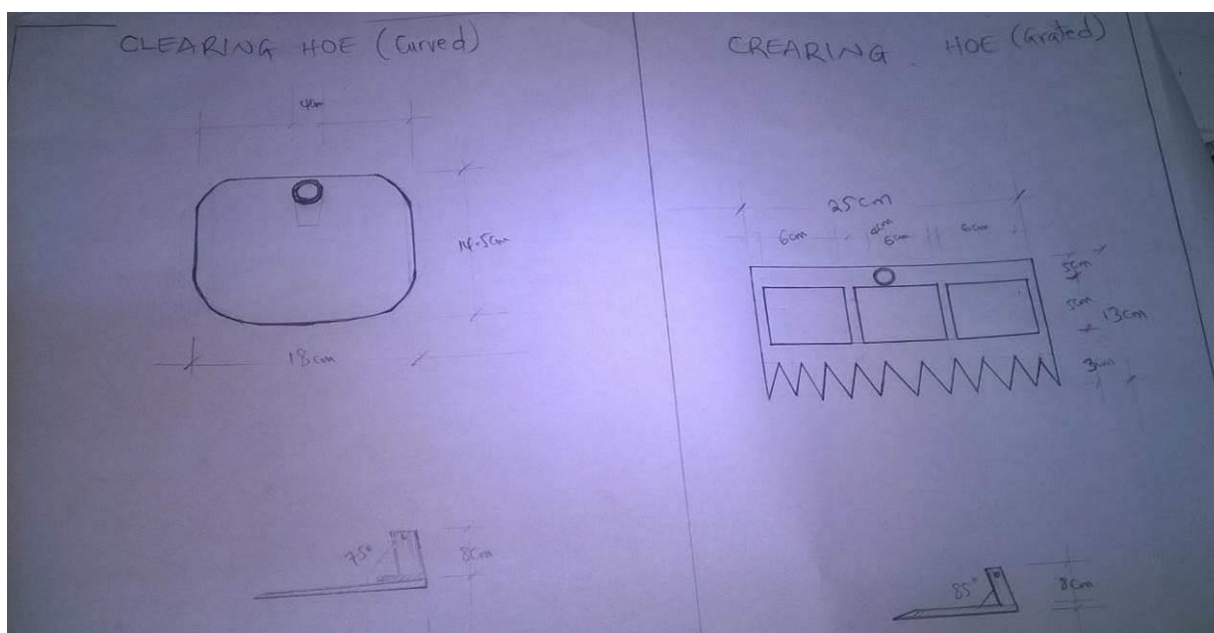 CLEARING HOE (Curved)
4cm
14.5cm
18cm
75°
8cm
CREARING HOE (Grated)
25cm
6cm
4cm
6cm
6cm
5cm
5cm
13cm
3cm
85°
8cm